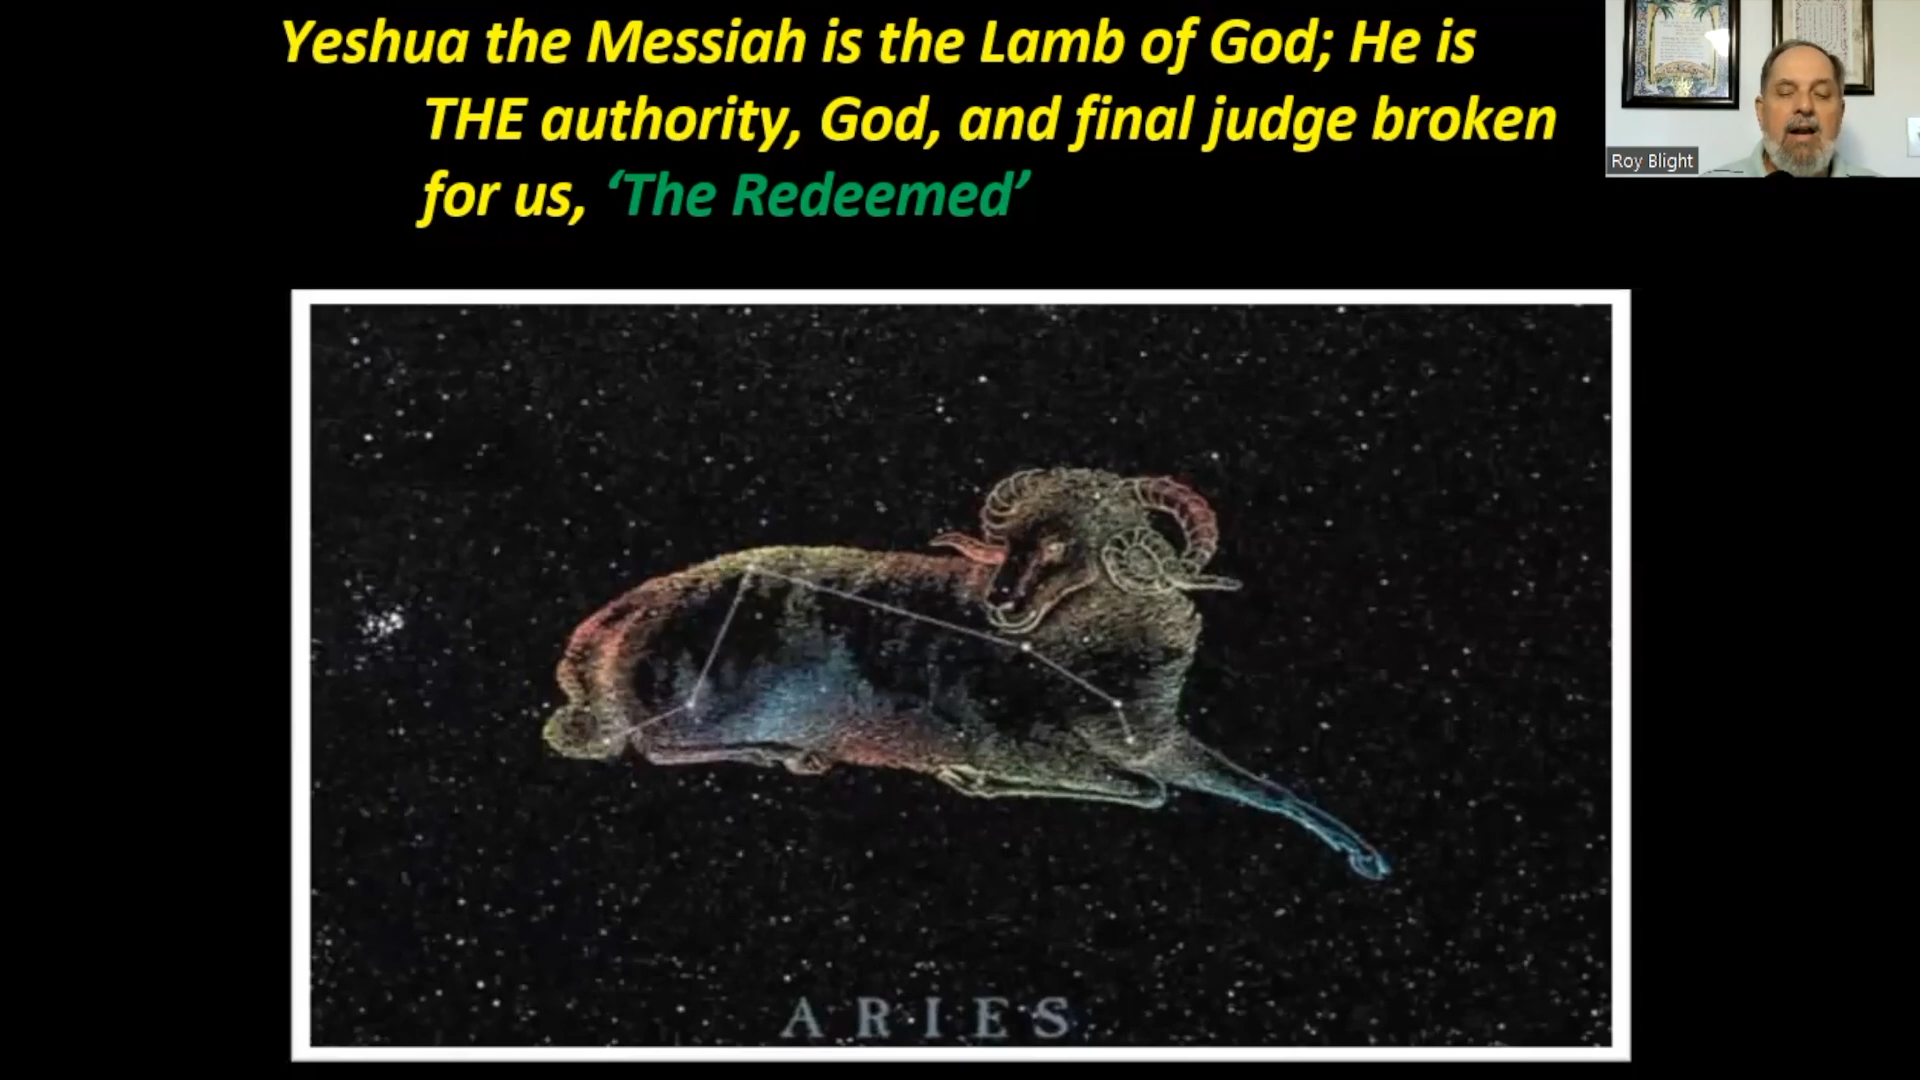 Yeshua the Messiah is the Lamb of God; He is
THE authority, God, and final judge broken
for us, ‘The Redeemed’
Roy Blight
ARIES